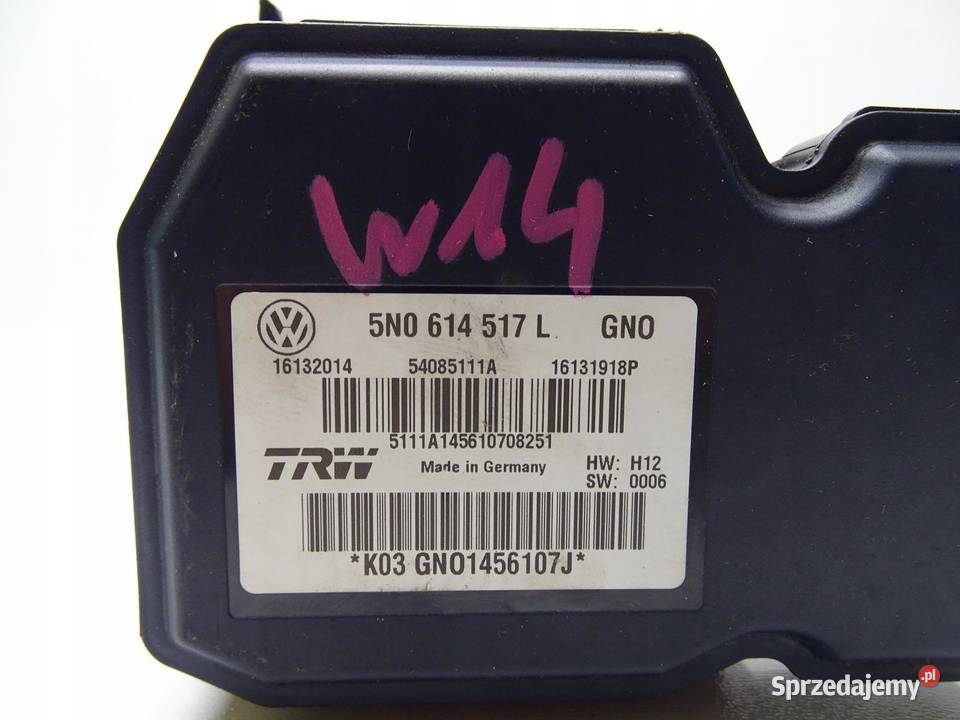 W14
5N0 614 517 L GNO
16132014 54085111A 16131918P
5111A145610708251
TRW Made in Germany HW: H12
SW: 0006
*K03 GNO1456107J*
Sprzedajemy.pl